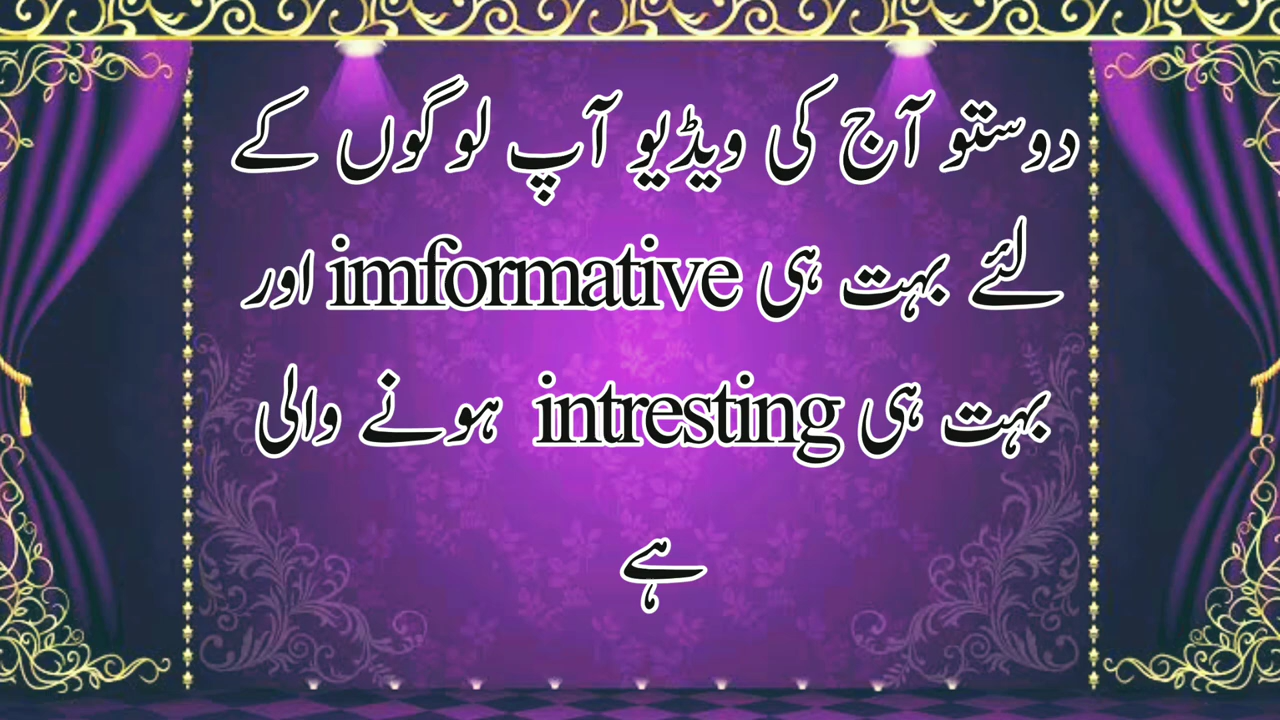 دوستو آج کی ویڈیو آپ لوگوں کے
لئے بہت ہی imformative اور
بہت ہی intresting ہونے والی
ہے